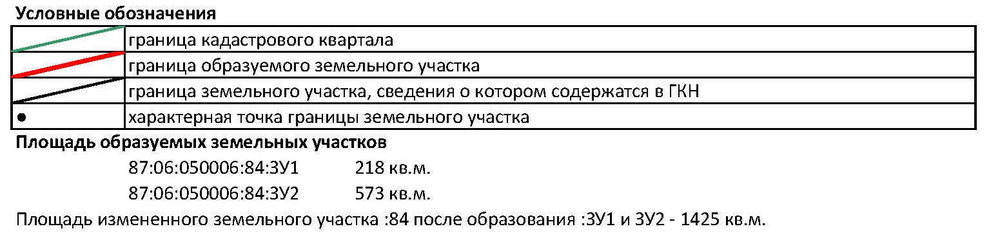 Условные обозначения
граница кадастрового квартала
граница образуемого земельного участка
граница земельного участка, сведения о котором содержатся в ГКН
характерная точка границы земельного участка
Площадь образуемых земельных участков
87:06:050006:84:ЗУ1 218 кв.м.
87:06:050006:84:ЗУ2 573 кв.м.
Площадь измененного земельного участка :84 после образования :ЗУ1 и ЗУ2 - 1425 кв.м.